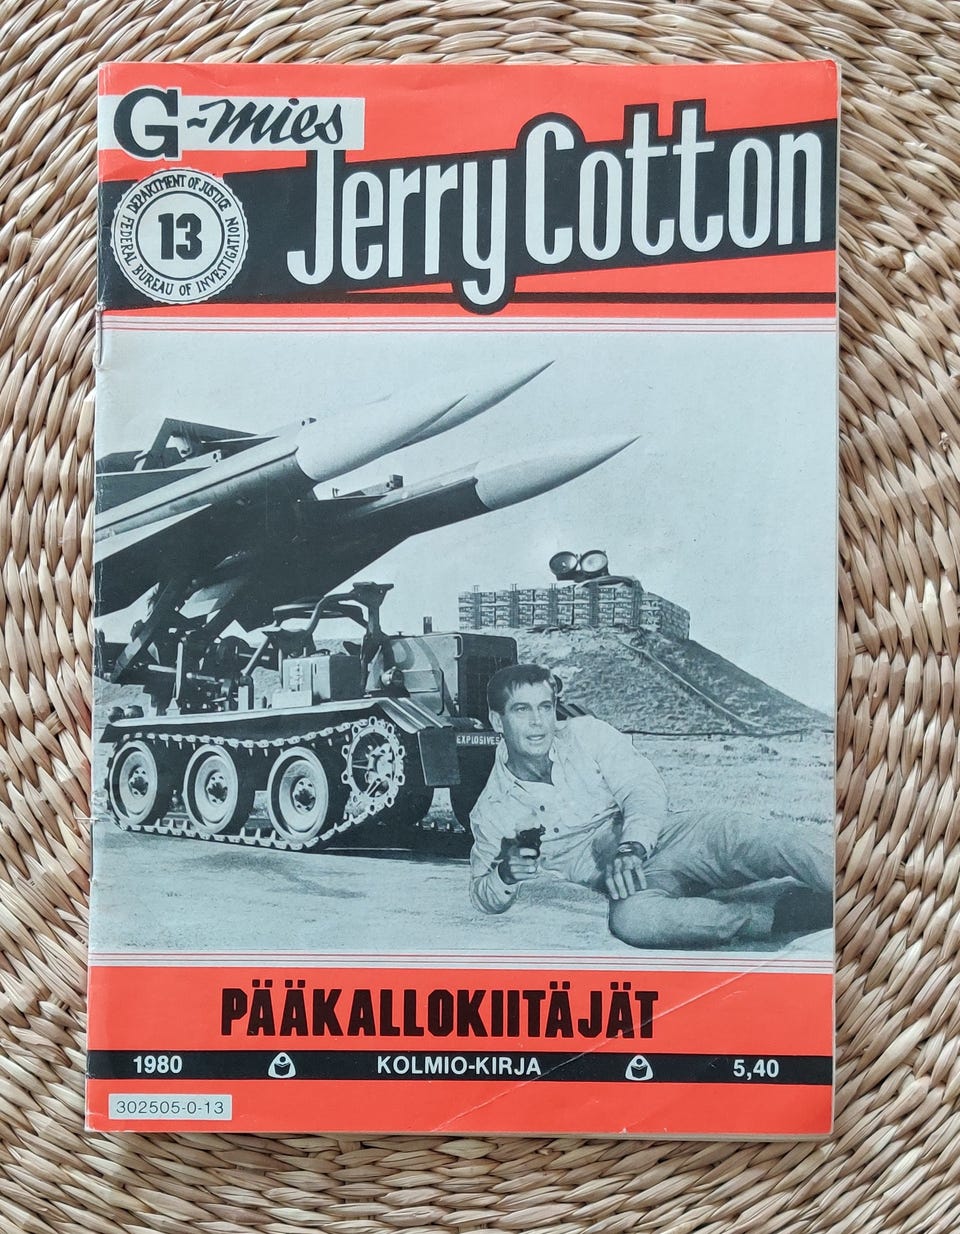 G-mies
Jerry Cotton
DEPARTMENT OF JUSTICE
13
FEDERAL BUREAU OF INVESTIGATION
EXPLOSIVES
PÄÄKALLOKIITÄJÄT
1980 KOLMIO-KIRJA 5,40
302505-0-13